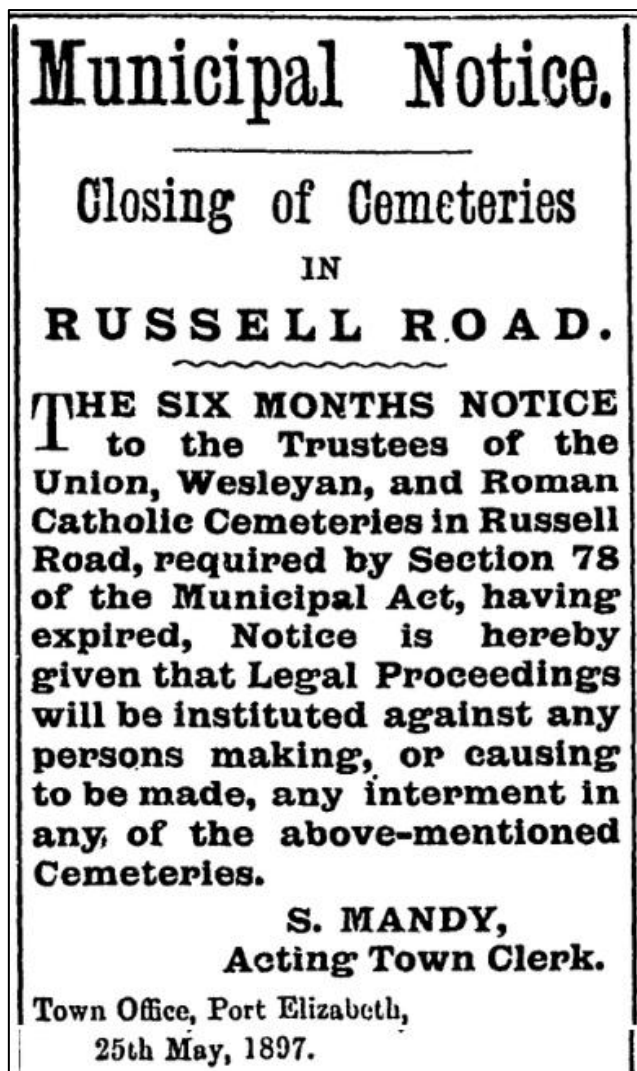 Municipal Notice.
Closing of Cemeteries
IN
RUSSELL ROAD.
THE SIX MONTHS NOTICE
to the Trustees of the
Union, Wesleyan, and Roman
Catholic Cemeteries in Russell
Road, required by Section 78
of the Municipal Act, having
expired, Notice is hereby
given that Legal Proceedings
will be instituted against any
persons making, or causing
to be made, any interment in
any of the above-mentioned
Cemeteries.
S. MANDY,
Acting Town Clerk.
Town Office, Port Elizabeth,
25th May, 1897.